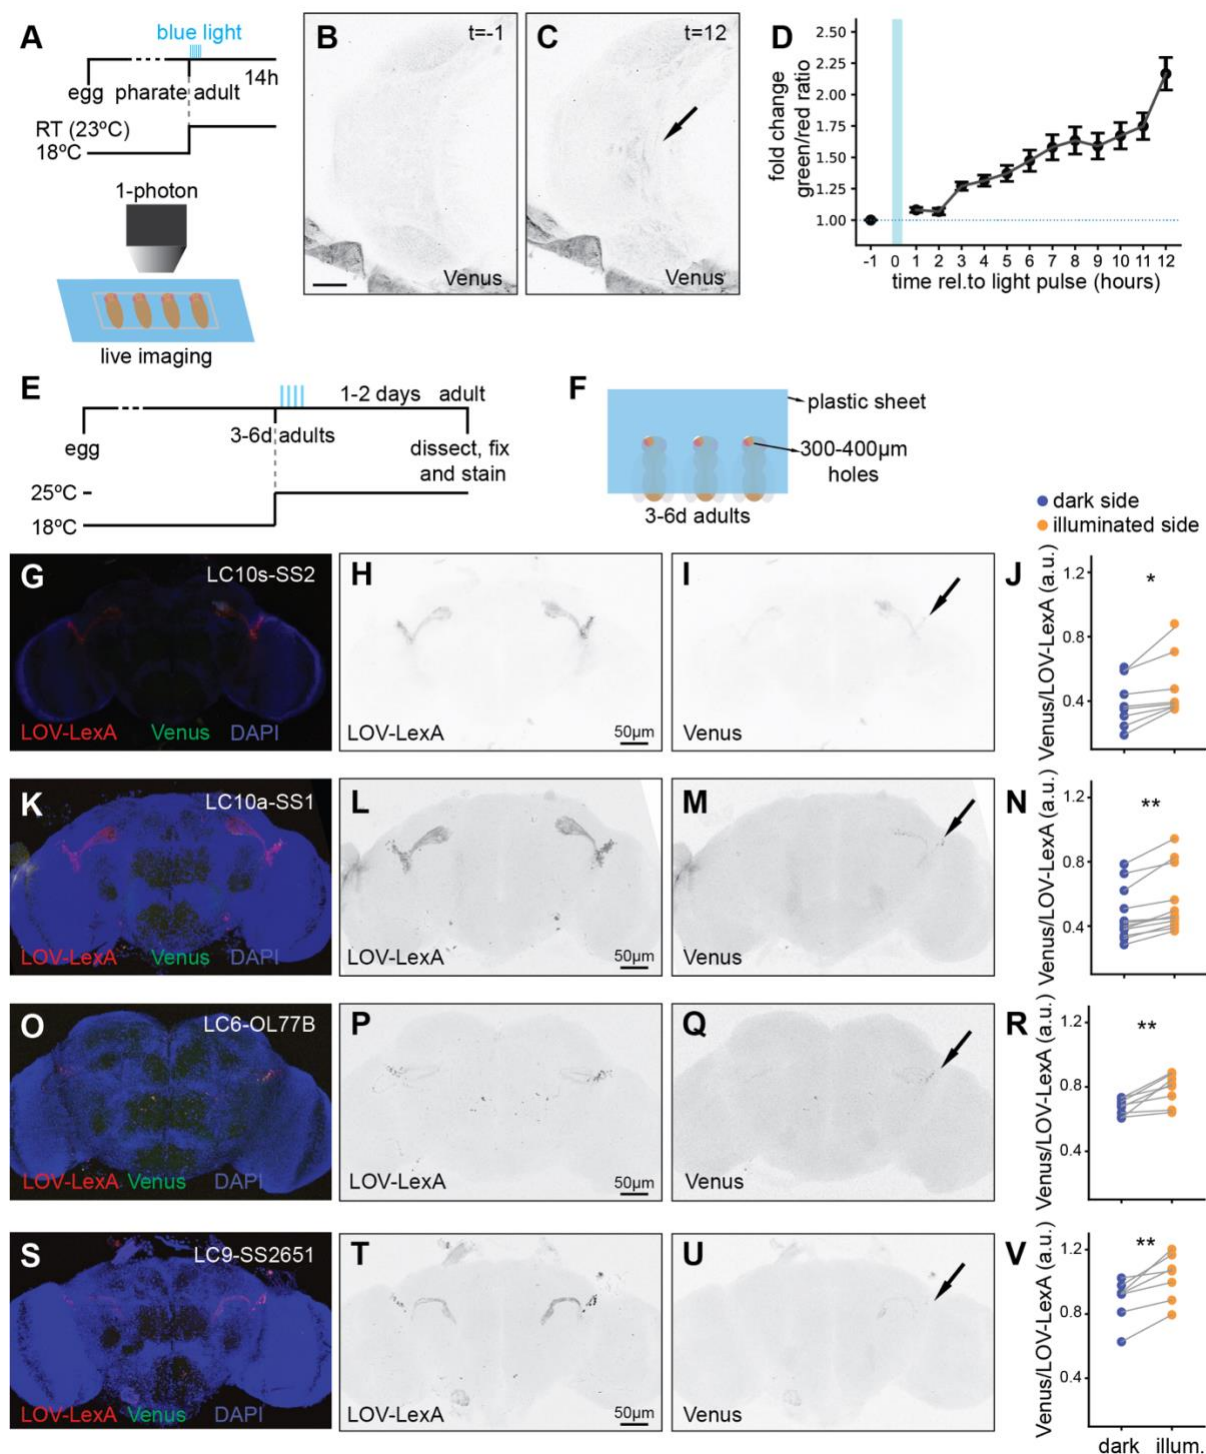 A
blue light
egg pharate adult 14h
RT (23ºC)
18ºC
1-photon
live imaging
B
t=-1
Venus
C
t=12
Venus
D
fold change
green/red ratio
2.50
2.25
2.00
1.75
1.50
1.25
1.00
-1 0 1 2 3 4 5 6 7 8 9 10 11 12
time rel.to light pulse (hours)
E
1-2 days adult
egg
3-6d adults
dissect, fix
and stain
25ºC
18ºC
F
plastic sheet
300-400µm
holes
3-6d adults
dark side
illuminated side
G
LC10s-SS2
LOV-LexA Venus DAPI
H
LOV-LexA
50µm
I
Venus
J
Venus/LOV-LexA (a.u.)
1.2
0.8
0.4
*
K
LC10a-SS1
LOV-LexA Venus DAPI
L
LOV-LexA
50µm
M
Venus
N
Venus/LOV-LexA (a.u.)
1.2
0.8
0.4
**
O
LC6-OL77B
LOV-LexA Venus DAPI
P
LOV-LexA
50µm
Q
Venus
R
Venus/LOV-LexA (a.u.)
1.2
0.8
0.4
**
S
LC9-SS2651
LOV-LexA Venus DAPI
T
LOV-LexA
50µm
U
Venus
V
Venus/LOV-LexA (a.u.)
1.2
0.8
0.4
**
dark illum.